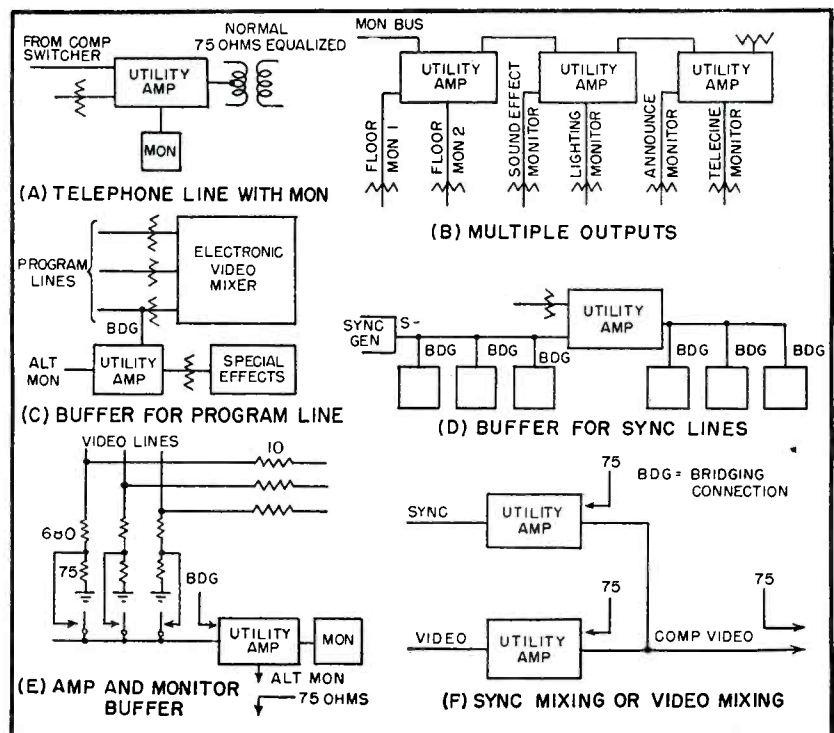 FROM COMP
SWITCHER
NORMAL
75 OHMS EQUALIZED
UTILITY
AMP
MON
(A) TELEPHONE LINE WITH MON
MON BUS
UTILITY
AMP
UTILITY
AMP
UTILITY
AMP
FLOOR
MON 1
FLOOR
MON 2
SOUND EFFECT
MONITOR
LIGHTING
MONITOR
ANNOUNCE
MONITOR
TELECINE
MONITOR
(B) MULTIPLE OUTPUTS
PROGRAM
LINES
ELECTRONIC
VIDEO
MIXER
BDG
ALT
MON
UTILITY
AMP
SPECIAL
EFFECTS
(C) BUFFER FOR PROGRAM LINE
SYNC
GEN
S-
BDG
BDG
BDG
UTILITY
AMP
BDG
BDG
BDG
(D) BUFFER FOR SYNC LINES
VIDEO LINES
10
680
75
BDG
UTILITY
AMP
MON
ALT MON
75 OHMS
(E) AMP AND MONITOR
BUFFER
75
BDG = BRIDGING
CONNECTION
SYNC
UTILITY
AMP
75
75
VIDEO
UTILITY
AMP
COMP VIDEO
(F) SYNC MIXING OR VIDEO MIXING